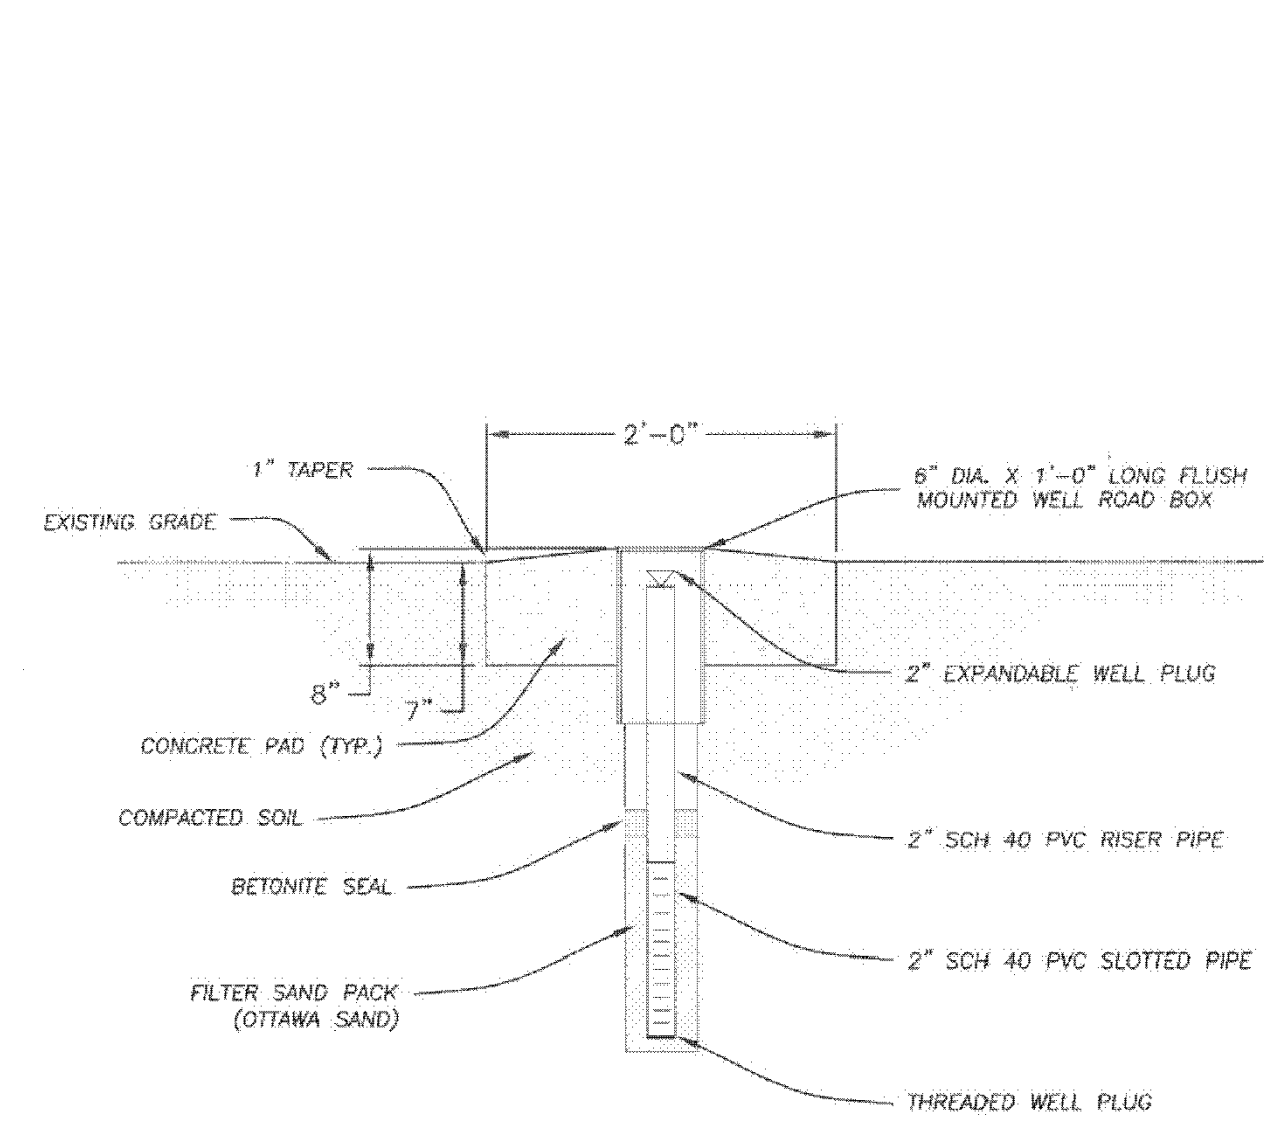 2'-0"
1" TAPER
6" DIA. X 1'-0" LONG FLUSH
MOUNTED WELL ROAD BOX
EXISTING GRADE
2" EXPANDABLE WELL PLUG
8"
7"
CONCRETE PAD (TYP.)
COMPACTED SOIL
2" SCH 40 PVC RISER PIPE
BETONITE SEAL
2" SCH 40 PVC SLOTTED PIPE
FILTER SAND PACK
(OTTAWA SAND)
THREADED WELL PLUG